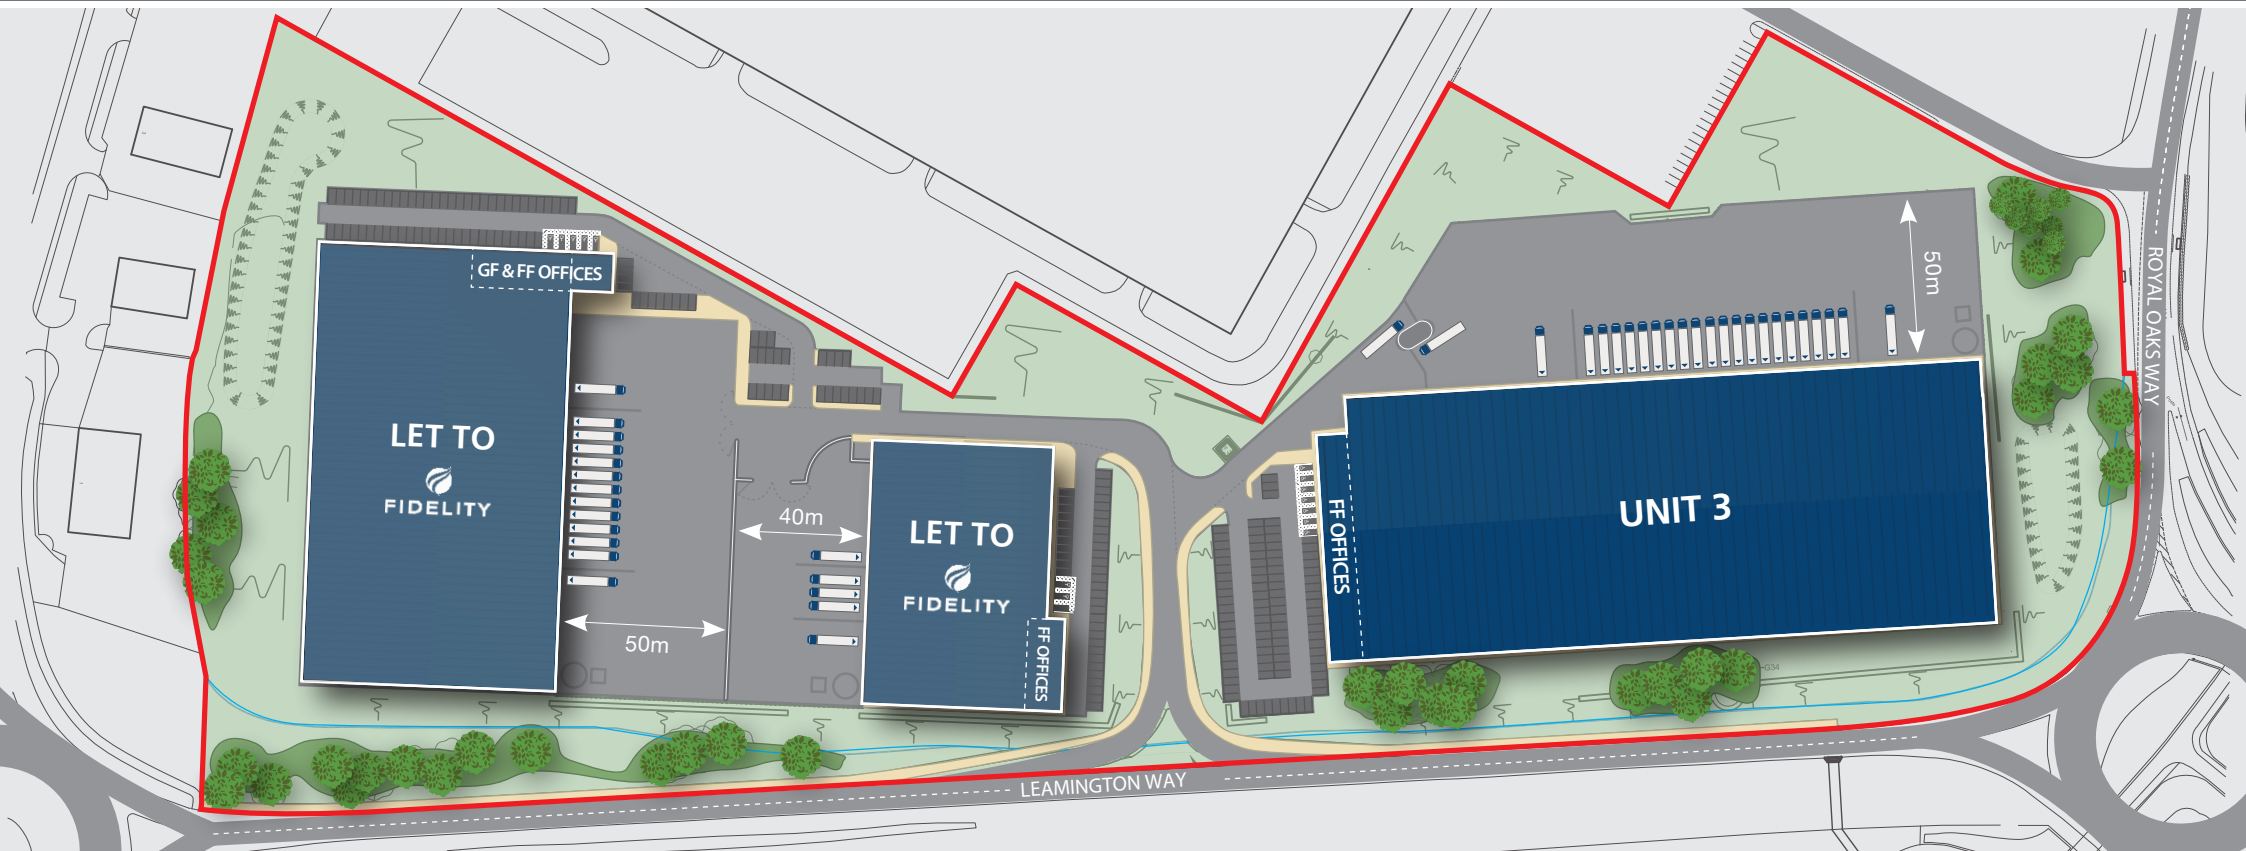 GF & FF OFFICES
LET TO
FIDELITY
50m
40m
LET TO
FIDELITY
FF OFFICES
FF OFFICES
UNIT 3
50m
ROYAL OAKS WAY
G34
LEAMINGTON WAY